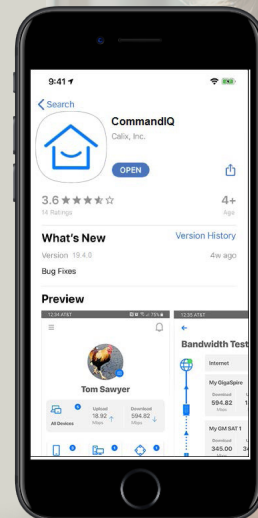 9:41
Search
CommandIQ
Calix, Inc.
OPEN
3.6 4+
14 Ratings Age
What's New Version History
Version 19.4.0 4w ago
Bug Fixes
Preview
12:34 AT&T 75%
Tom Sawyer
All Devices
Upload
18.92
Mbps
Download
594.82
Mbps
12:35 AT&T
Bandwidth Test
Internet
My GigaSpire
Download
594.82
Mbps
My GM SAT 1
Download
345.00
Mbps